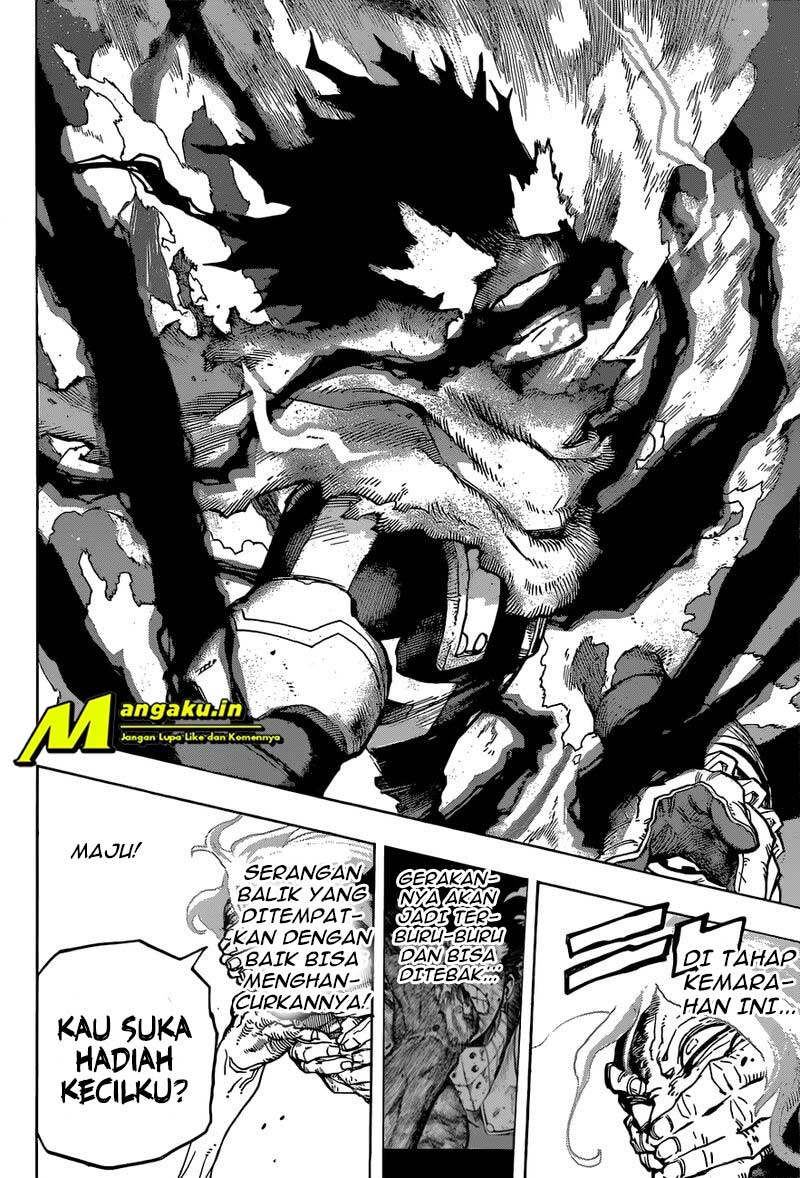 Mangaku.in
Jangan Lupa Like dan Komennya
DI TAHAP
KEMARA-
HAN INI...
GERAKAN-
NYA AKAN
JADI TER-
BURU-BURU
DAN BISA
DITEBAK...
SERANGAN
BALIK YANG
DITEMPAT-
KAN DENGAN
BAIK BISA
MENGHAN-
CURKANNYA!
MAJU!
KAU SUKA
HADIAH
KECILKU?